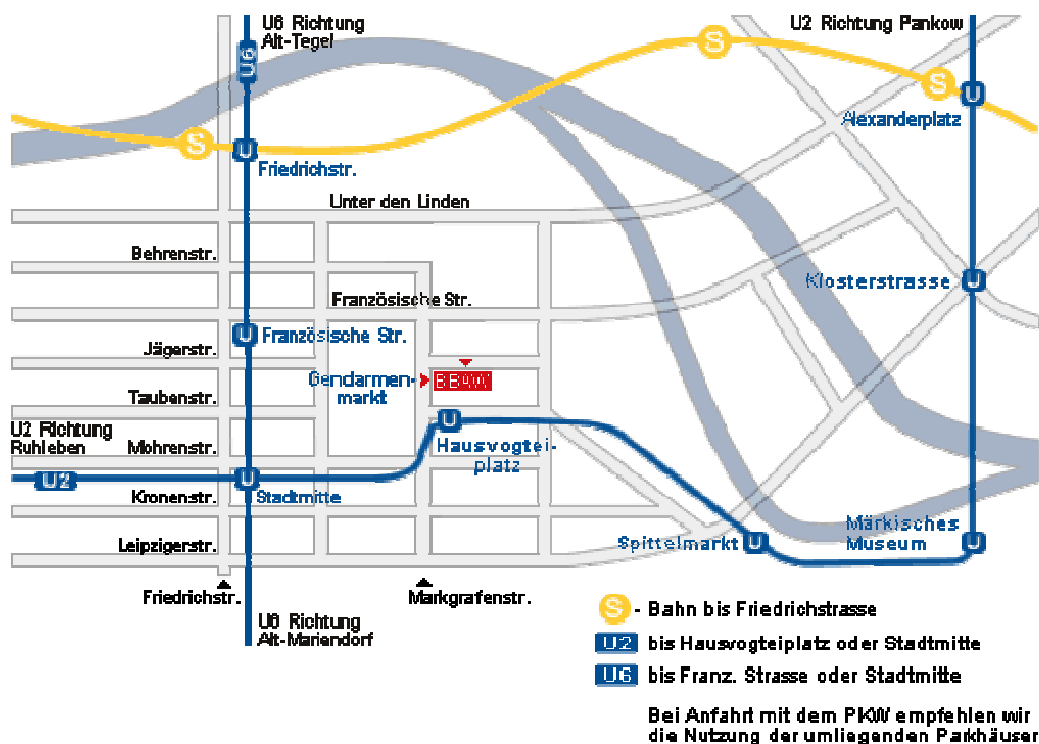 U6 Richtung
Alt-Tegel
U2 Richtung Pankow
U6
S
S
U
Alexanderplatz
S
U
Friedrichstr.
Unter den Linden
Behrenstr.
Klosterstrasse
U
Französische Str.
U
Französische Str.
Jägerstr.
Gendarmen-
markt
BBAW
Taubenstr.
U
U2 Richtung
Ruhleben
Mohrenstr.
Hausvogtei-
platz
U2
U
Stadtmitte
Kronenstr.
Leipzigerstr.
Spittelmarkt
U
Märkisches
Museum
U
Friedrichstr.
Markgrafenstr.
U6 Richtung
Alt-Mariendorf
S - Bahn bis Friedrichstrasse
U2 bis Hausvogteiplatz oder Stadtmitte
U6 bis Franz. Strasse oder Stadtmitte
Bei Anfahrt mit dem PKW empfehlen wir
die Nutzung der umliegenden Parkhäuser